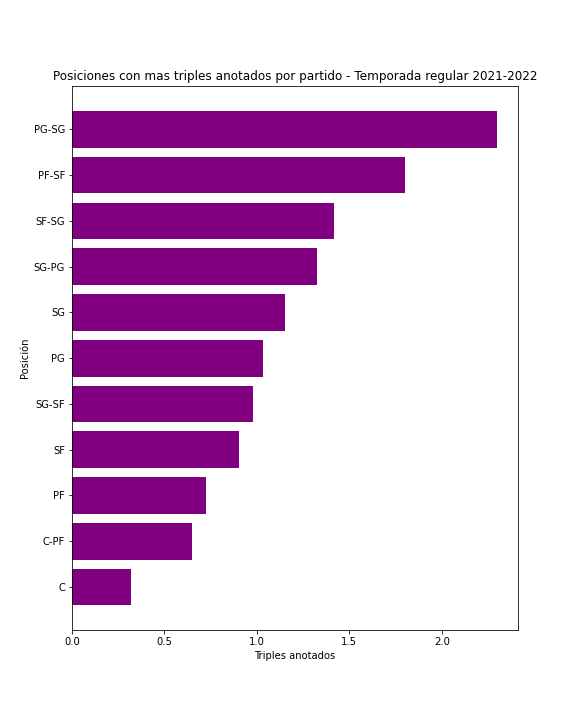 Posiciones con mas triples anotados por partido - Temporada regular 2021-2022
PG-SG
PF-SF
SF-SG
SG-PG
SG
PG
SG-SF
SF
PF
C-PF
C
Posición
0.0 0.5 1.0 1.5 2.0
Triples anotados